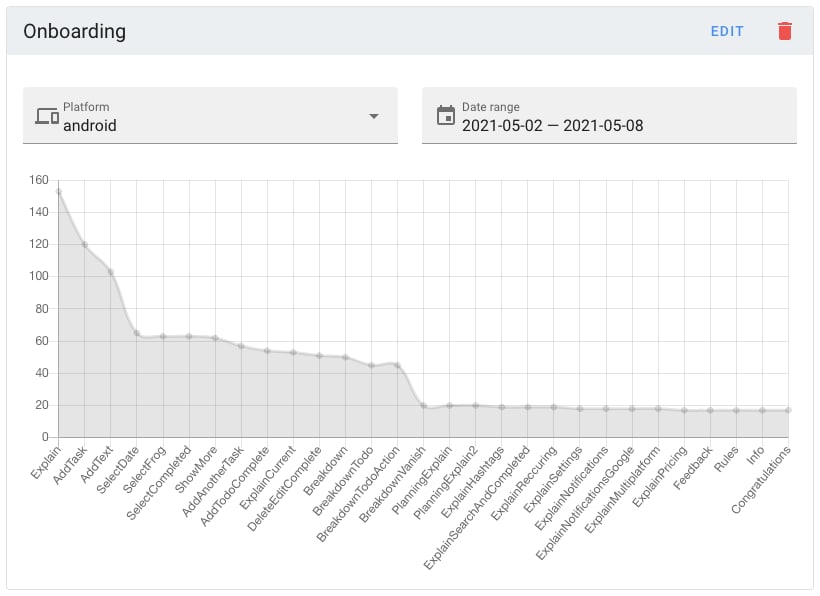 Onboarding
EDIT
Platform
android
Date range
2021-05-02 — 2021-05-08
160
140
120
100
80
60
40
20
0
Explain
AddTask
AddText
SelectDate
SelectFrog
SelectCompleted
ShowMore
AddAnotherTask
AddTodoComplete
ExplainCurrent
DeleteEditComplete
Breakdown
BreakdownTodo
BreakdownTodoAction
BreakdownVanish
PlanningExplain
PlanningExplain2
ExplainHashtags
ExplainSearchAndCompleted
ExplainReccuring
ExplainSettings
ExplainNotifications
ExplainNotificationsGoogle
ExplainMultiplatform
ExplainPricing
Feedback
Rules
Info
Congratulations